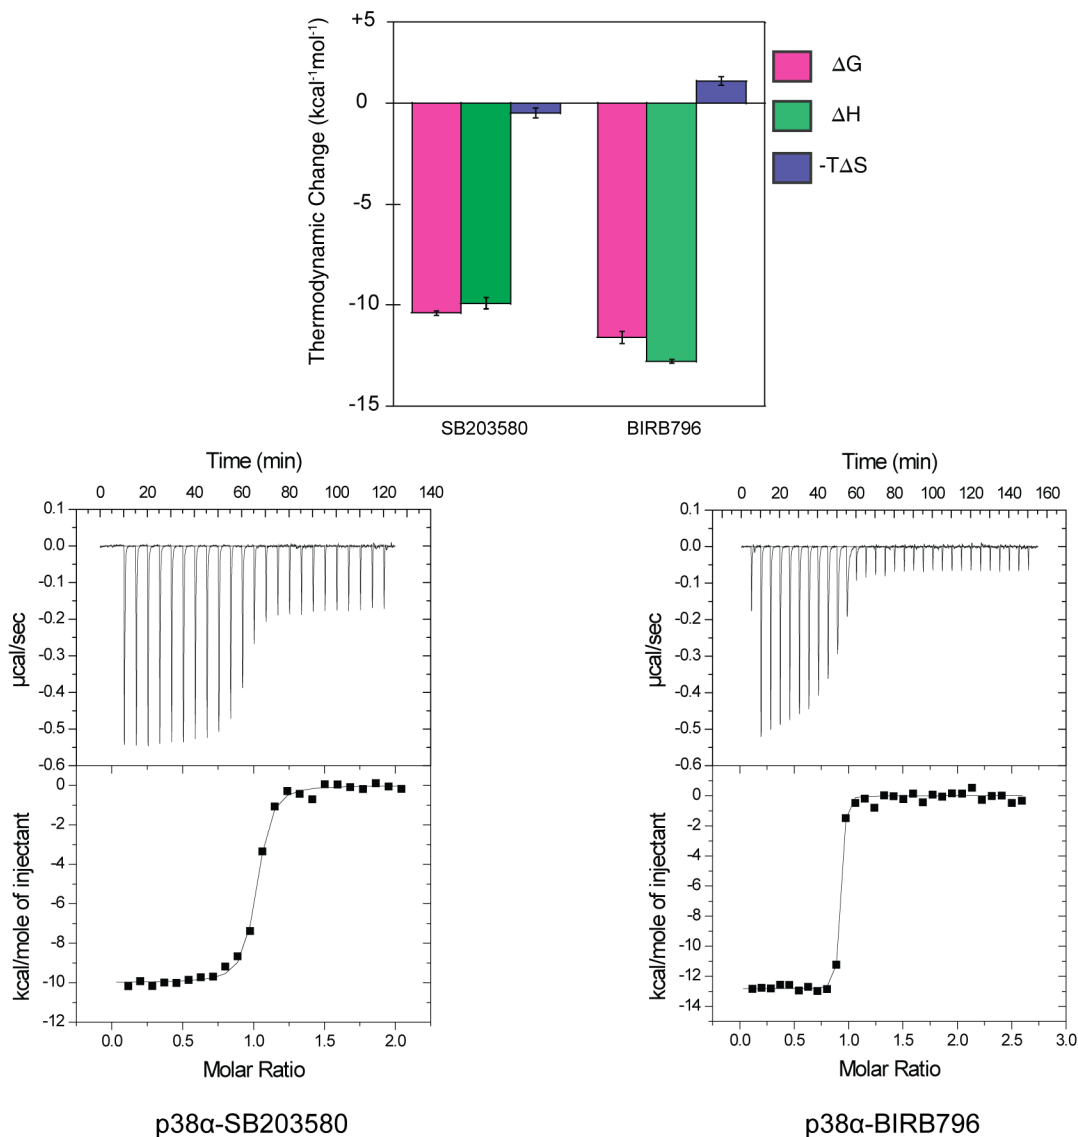 Thermodynamic Change (kcal⁻¹mol⁻¹)
+5
0
-5
-10
-15
SB203580 BIRB796
ΔG
ΔH
-TΔS
Time (min)
0 20 40 60 80 100 120 140
0.1
0.0
-0.1
-0.2
-0.3
-0.4
-0.5
-0.6
µcal/sec
0
-2
-4
-6
-8
-10
-12
kcal/mole of injectant
0.0 0.5 1.0 1.5 2.0
Molar Ratio
p38α-SB203580
Time (min)
0 20 40 60 80 100 120 140 160
0.1
0.0
-0.1
-0.2
-0.3
-0.4
-0.5
-0.6
µcal/sec
0
-2
-4
-6
-8
-10
-12
-14
kcal/mole of injectant
0.0 0.5 1.0 1.5 2.0 2.5 3.0
Molar Ratio
p38α-BIRB796